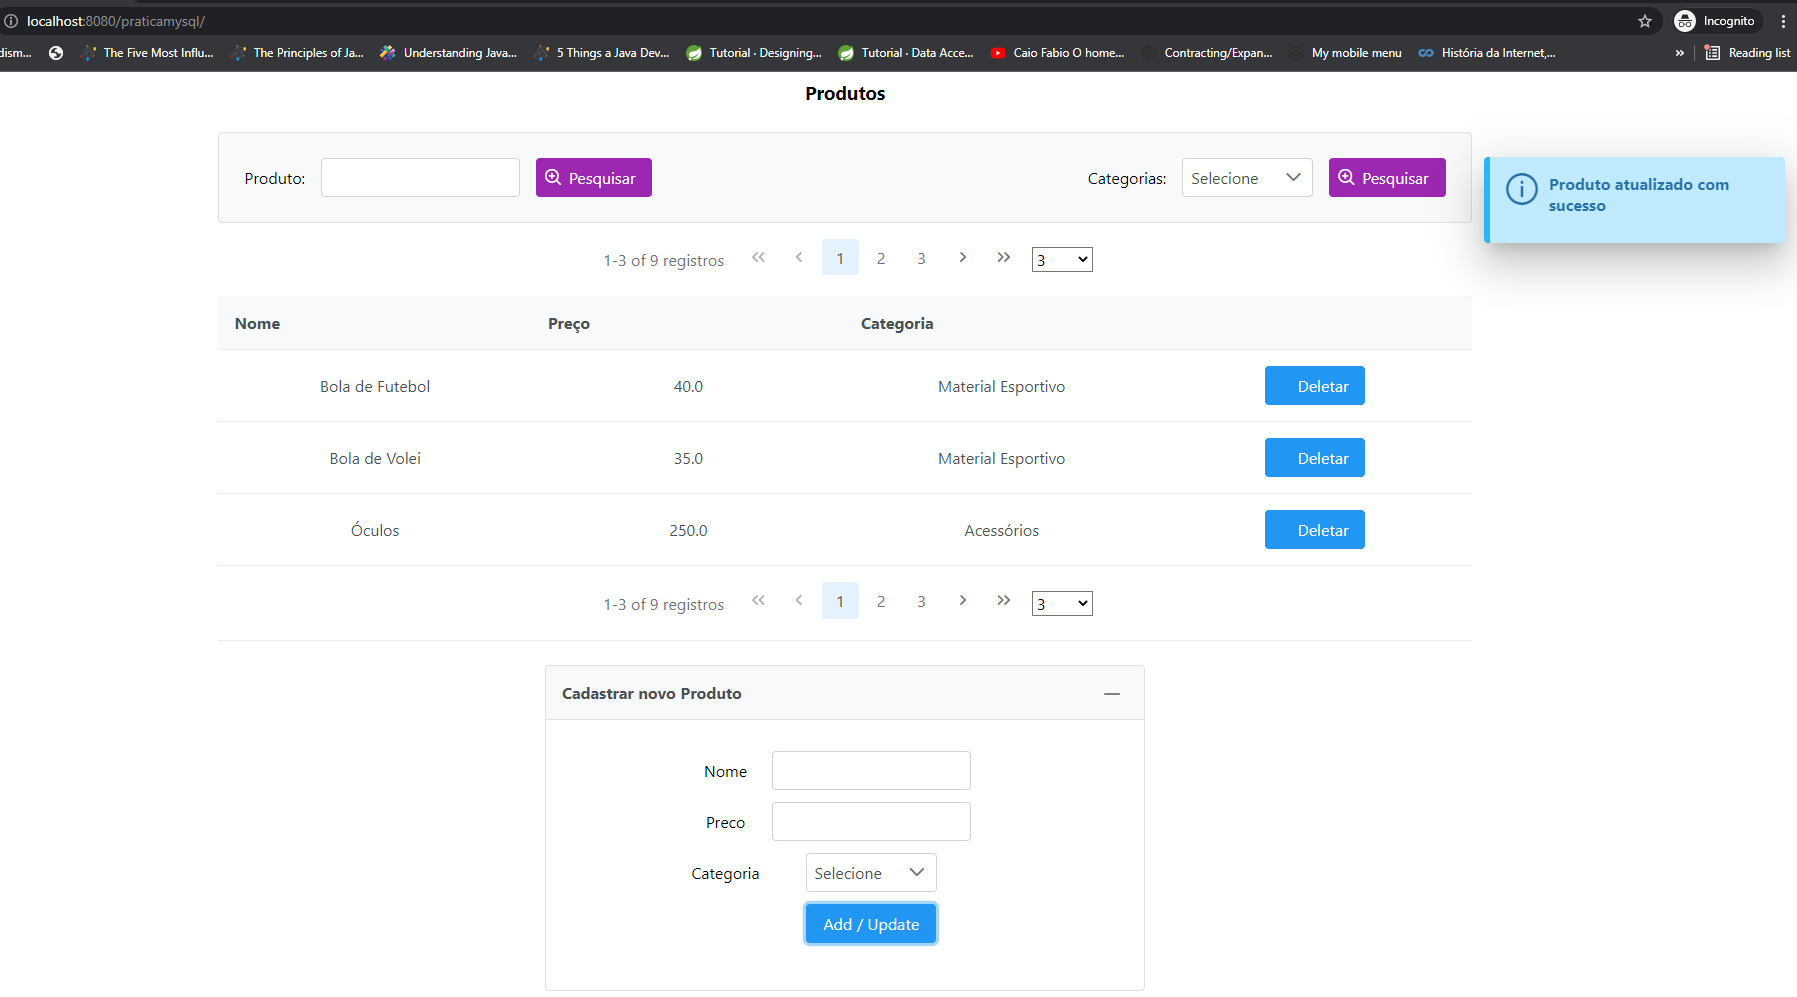 localhost:8080/praticamysql/
Incognito
dism...
The Five Most Influ...
The Principles of Ja...
Understanding Java...
5 Things a Java Dev...
Tutorial · Designing...
Tutorial · Data Acce...
Caio Fabio O home...
Contracting/Expan...
My mobile menu
História da Internet,...
»
Reading list
Produtos
Produto:
Pesquisar
Categorias:
Selecione
Pesquisar
Produto atualizado com
sucesso
1-3 of 9 registros
1
2
3
3
Nome
Preço
Categoria
Bola de Futebol
40.0
Material Esportivo
Deletar
Bola de Volei
35.0
Material Esportivo
Deletar
Óculos
250.0
Acessórios
Deletar
1-3 of 9 registros
1
2
3
3
Cadastrar novo Produto
Nome
Preco
Categoria
Selecione
Add / Update